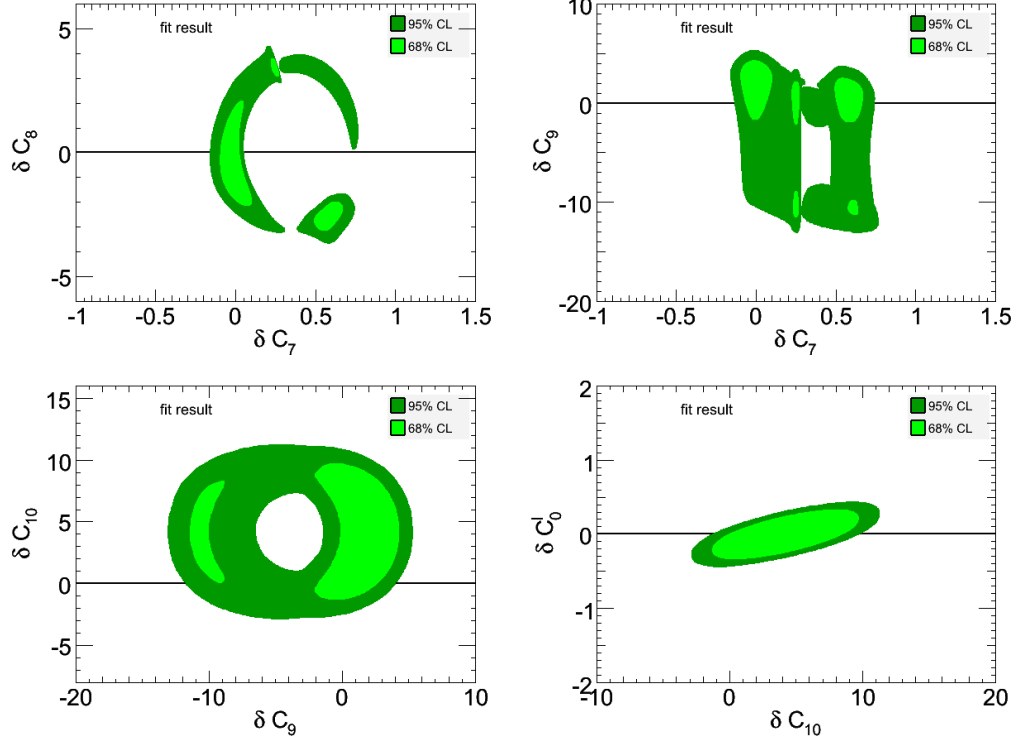 fit result
95% CL
68% CL
5
0
-5
-1
-0.5
0
0.5
1
1.5
δ C8
δ C7
fit result
95% CL
68% CL
10
0
-10
-20
-1
-0.5
0
0.5
1
1.5
δ C9
δ C7
fit result
95% CL
68% CL
15
10
5
0
-5
-20
-10
0
10
δ C10
δ C9
fit result
95% CL
68% CL
2
1
0
-1
-2
-10
0
10
20
δ C0l
δ C10